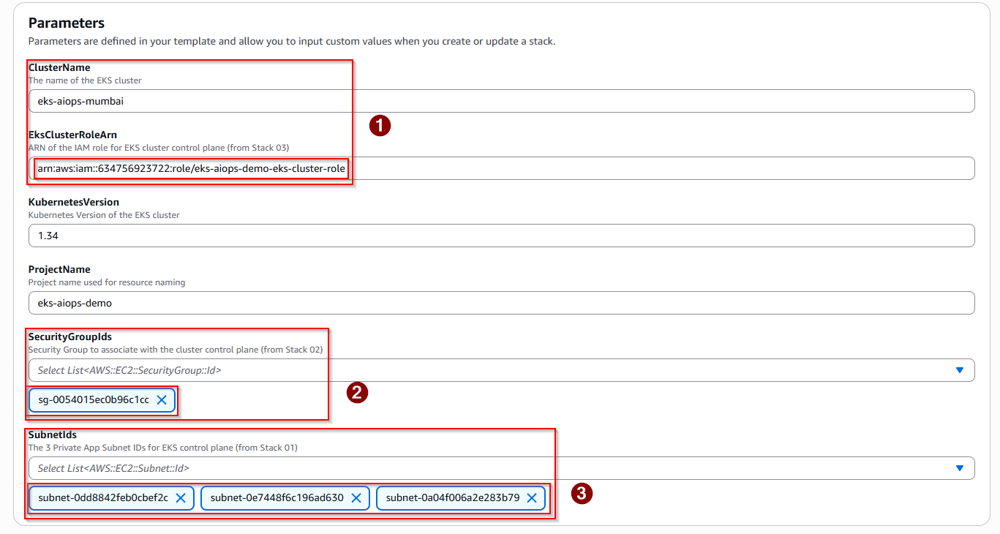 Parameters
Parameters are defined in your template and allow you to input custom values when you create or update a stack.
ClusterName
The name of the EKS cluster
eks-aiops-mumbai
1
EksClusterRoleArn
ARN of the IAM role for EKS cluster control plane (from Stack 03)
arn:aws:iam::634756923722:role/eks-aiops-demo-eks-cluster-role
KubernetesVersion
Kubernetes Version of the EKS cluster
1.34
ProjectName
Project name used for resource naming
eks-aiops-demo
SecurityGroupIds
Security Group to associate with the cluster control plane (from Stack 02)
Select List<AWS::EC2::SecurityGroup::Id>
2
sg-0054015ec0b96c1cc
SubnetIds
The 3 Private App Subnet IDs for EKS control plane (from Stack 01)
Select List<AWS::EC2::Subnet::Id>
subnet-0dd8842feb0cbef2c subnet-0e7448f6c196ad630 subnet-0a04f006a2e283b79
3